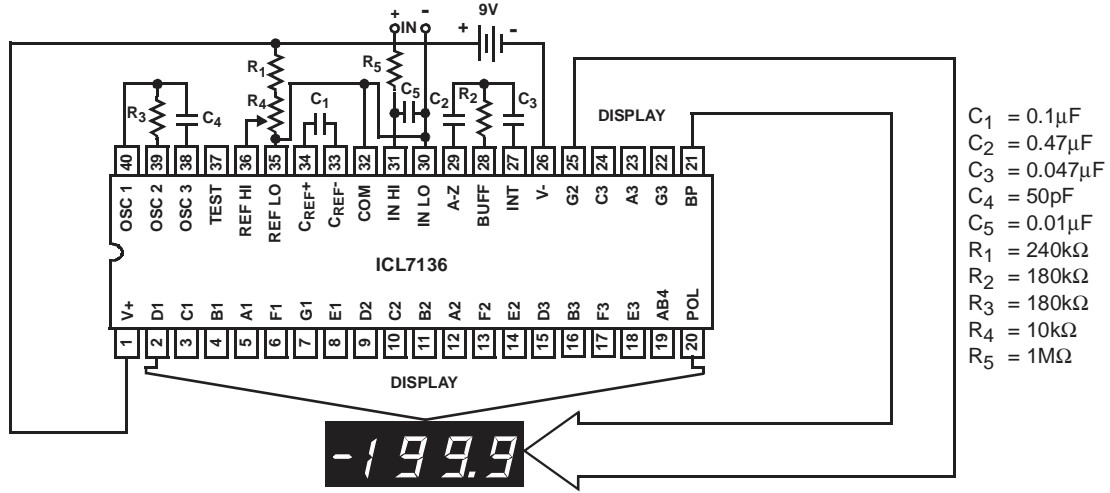 + IN -
+ 9V -
R1
R4
C1
R5
C5
C2
R2
C3
R3
C4
DISPLAY
40 39 38 37 36 35 34 33 32 31 30 29 28 27 26 25 24 23 22 21
OSC 1
OSC 2
OSC 3
TEST
REF HI
REF LO
CREF+
CREF-
COM
IN HI
IN LO
A-Z
BUFF
INT
V-
G2
C3
A3
G3
BP
ICL7136
V+
D1
C1
B1
A1
F1
G1
E1
D2
C2
B2
A2
F2
E2
D3
B3
F3
E3
AB4
POL
1 2 3 4 5 6 7 8 9 10 11 12 13 14 15 16 17 18 19 20
DISPLAY
-199.9
C1 = 0.1µF
C2 = 0.47µF
C3 = 0.047µF
C4 = 50pF
C5 = 0.01µF
R1 = 240kΩ
R2 = 180kΩ
R3 = 180kΩ
R4 = 10kΩ
R5 = 1MΩ